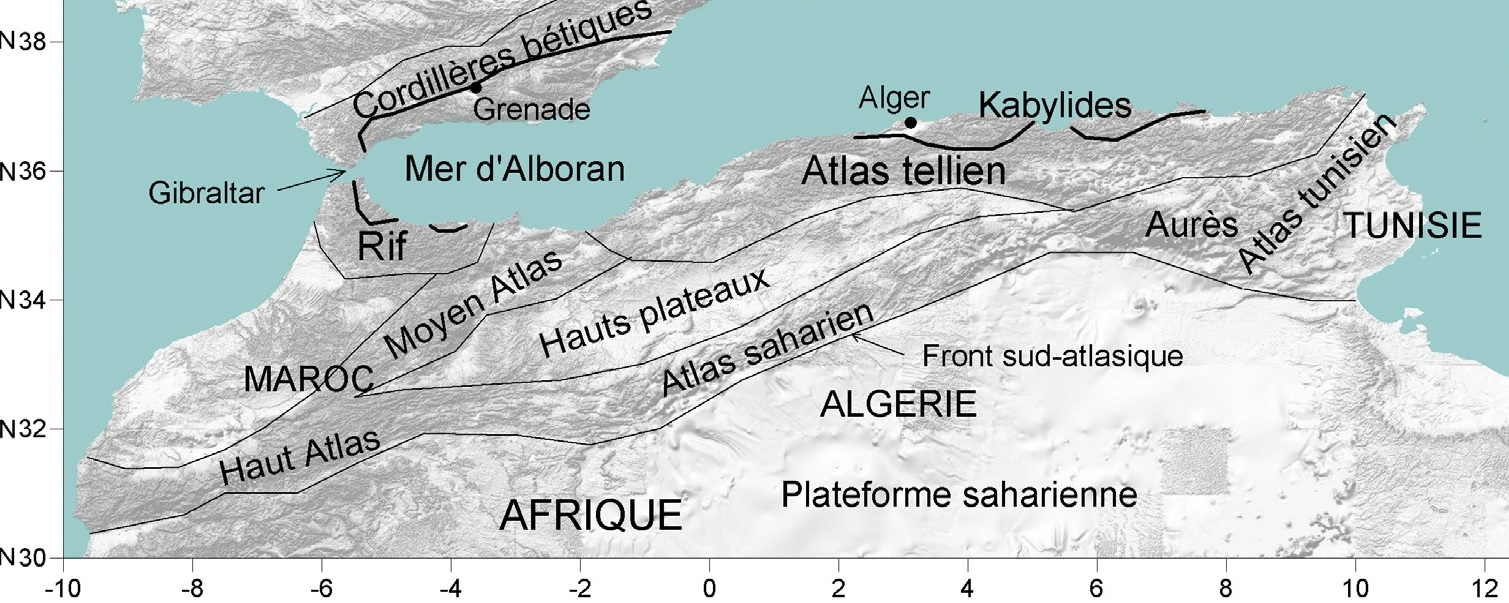 N38
Cordillères bétiques
Grenade
Alger
Kabylides
N36
Mer d'Alboran
Atlas tellien
Gibraltar
Atlas tunisien
Aurès
TUNISIE
Rif
N34
Moyen Atlas
Hauts plateaux
Atlas saharien
Front sud-atlasique
MAROC
ALGERIE
N32
Haut Atlas
Plateforme saharienne
AFRIQUE
N30
-10 -8 -6 -4 -2 0 2 4 6 8 10 12